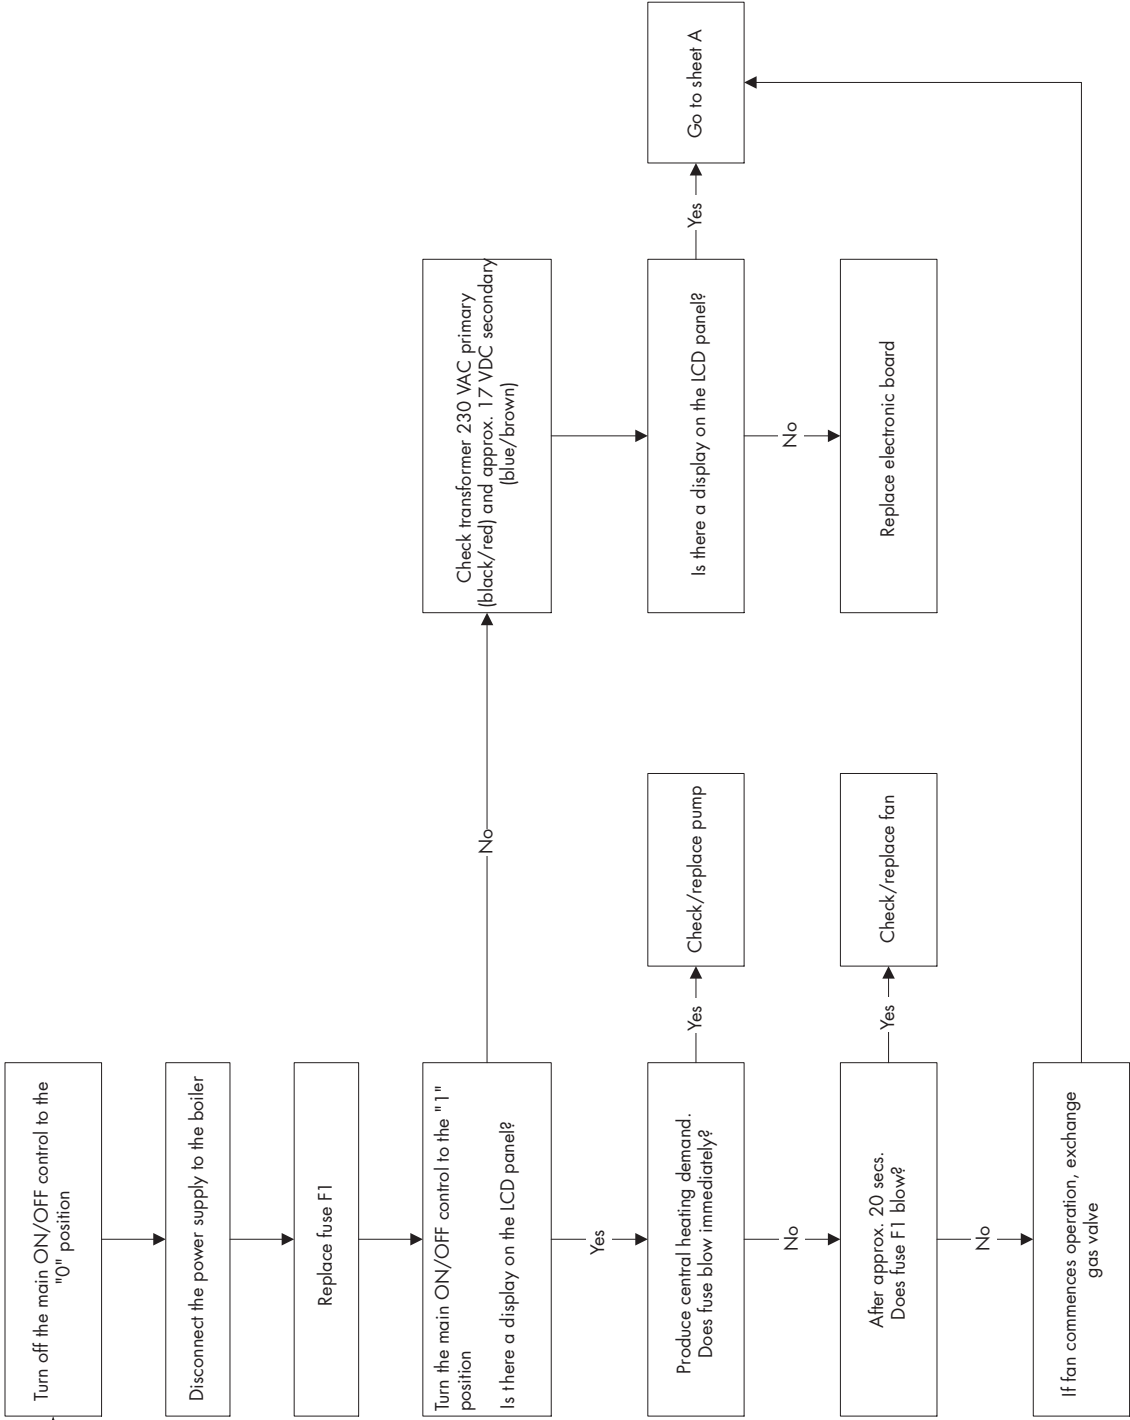 Turn off the main ON/OFF control to the
"0" position
Disconnect the power supply to the boiler
Replace fuse F1
Turn the main ON/OFF control to the "1"
position
Is there a display on the LCD panel?
No
Check transformer 230 VAC primary
(black/red) and approx. 17 VDC secondary
(blue/brown)
Yes
Produce central heating demand.
Does fuse blow immediately?
Yes
Check/replace pump
Is there a display on the LCD panel?
Yes
Go to sheet A
No
No
After approx. 20 secs.
Does fuse F1 blow?
Yes
Check/replace fan
Replace electronic board
No
If fan commences operation, exchange
gas valve